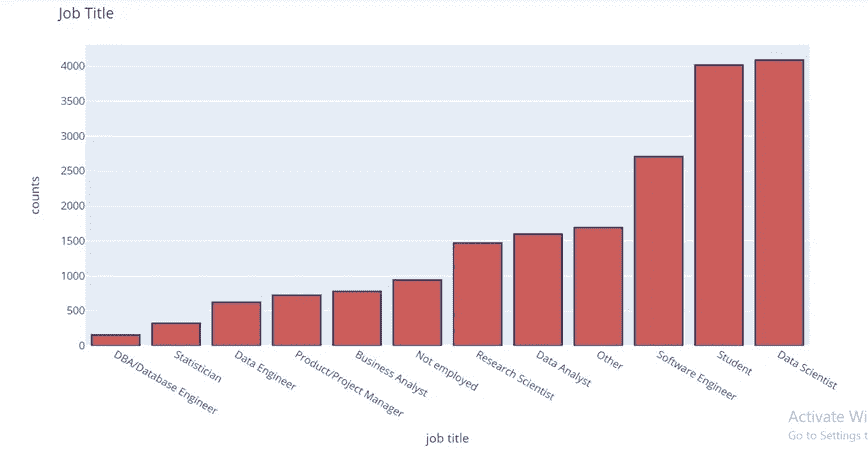 Job Title
counts
4000
3500
3000
2500
2000
1500
1000
500
0
DBA/Database Engineer
Statistician
Data Engineer
Product/Project Manager
Business Analyst
Not employed
Research Scientist
Data Analyst
Other
Software Engineer
Student
Data Scientist
job title
Activate Wi
Go to Settings t